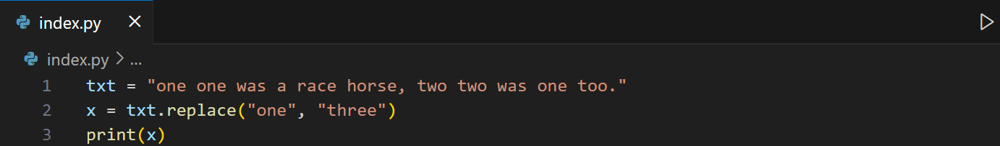 index.py
index.py > ...
1 txt = "one one was a race horse, two two was one too."
2 x = txt.replace("one", "three")
3 print(x)